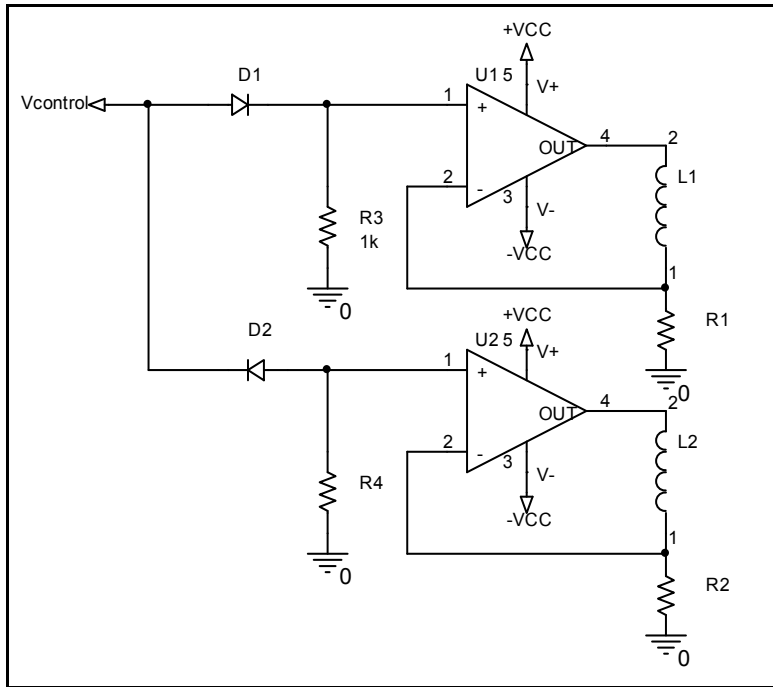 +VCC
D1
U1 5
V+
Vcontrol
1
+
4
2
OUT
2
-
L1
3
R3
V-
1k
-VCC
1
0
+VCC
R1
D2
U2 5
V+
1
0
+
4
2
OUT
2
-
L2
3
R4
V-
-VCC
1
0
R2
0